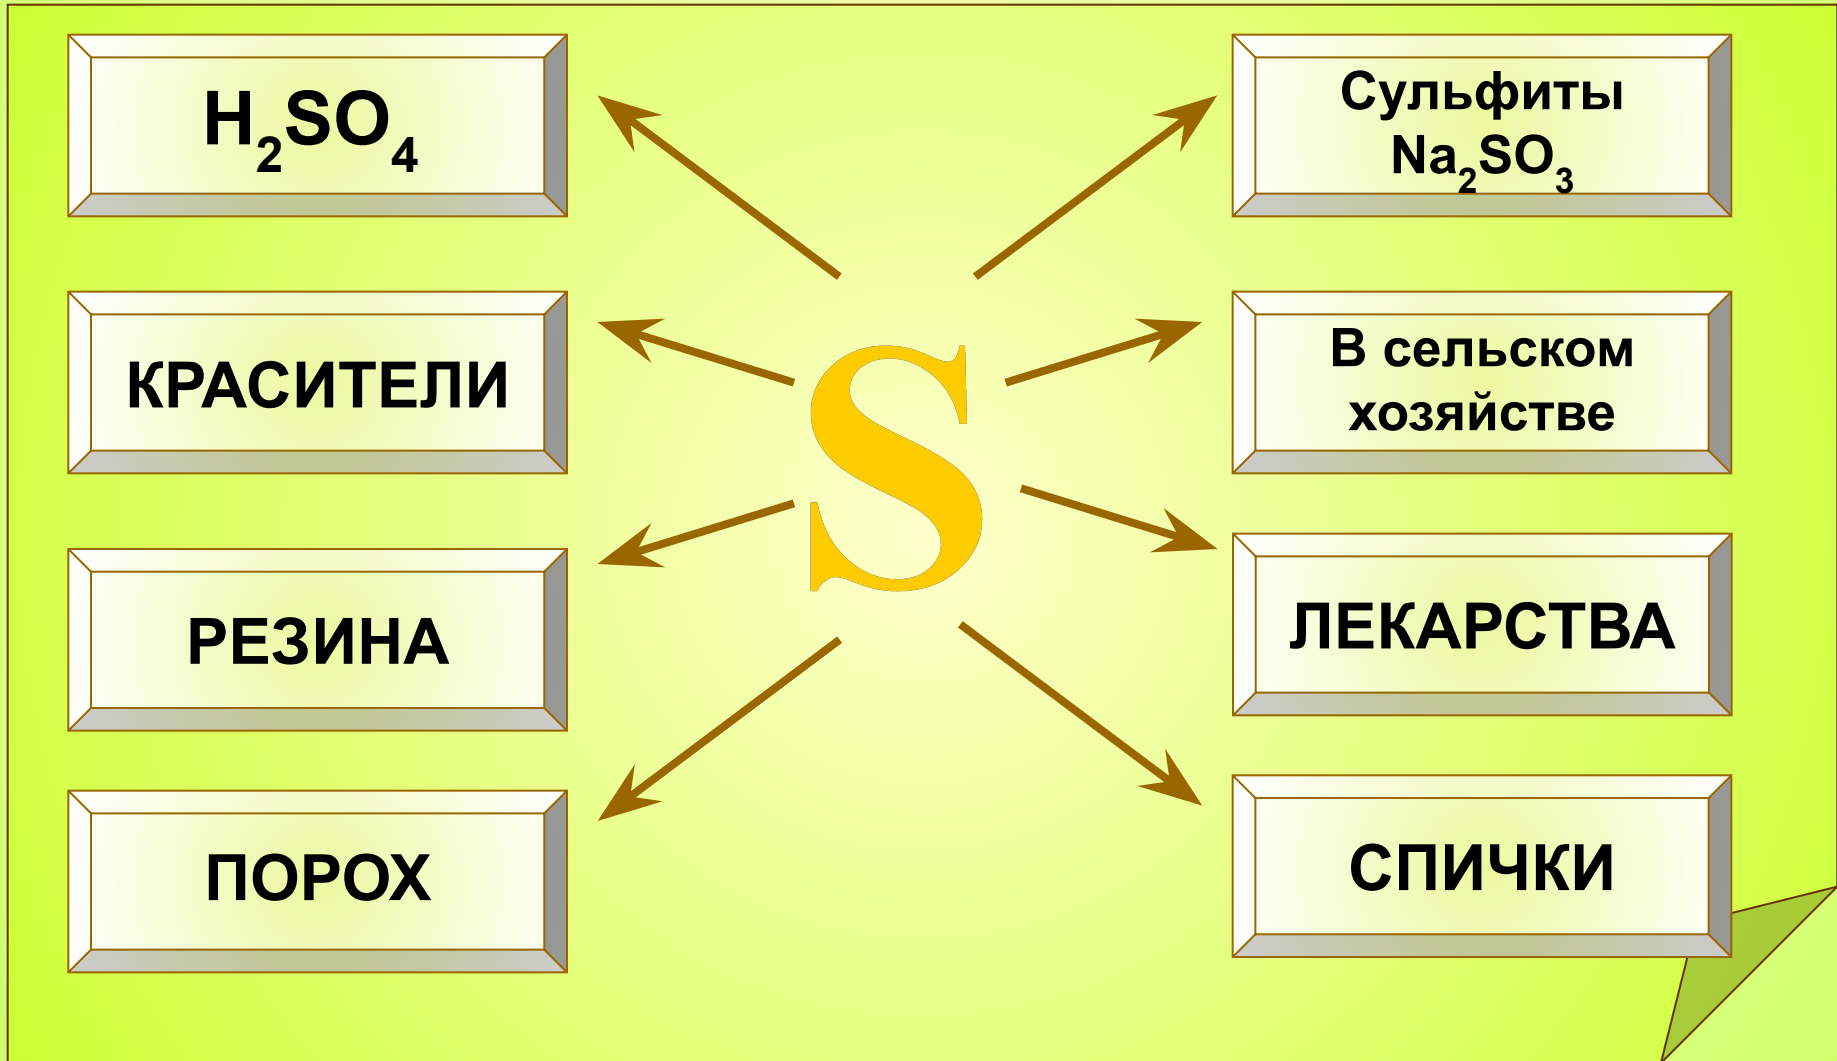 H₂SO₄
КРАСИТЕЛИ
РЕЗИНА
ПОРОХ
S
Сульфиты
Na₂SO₃
В сельском
хозяйстве
ЛЕКАРСТВА
СПИЧКИ